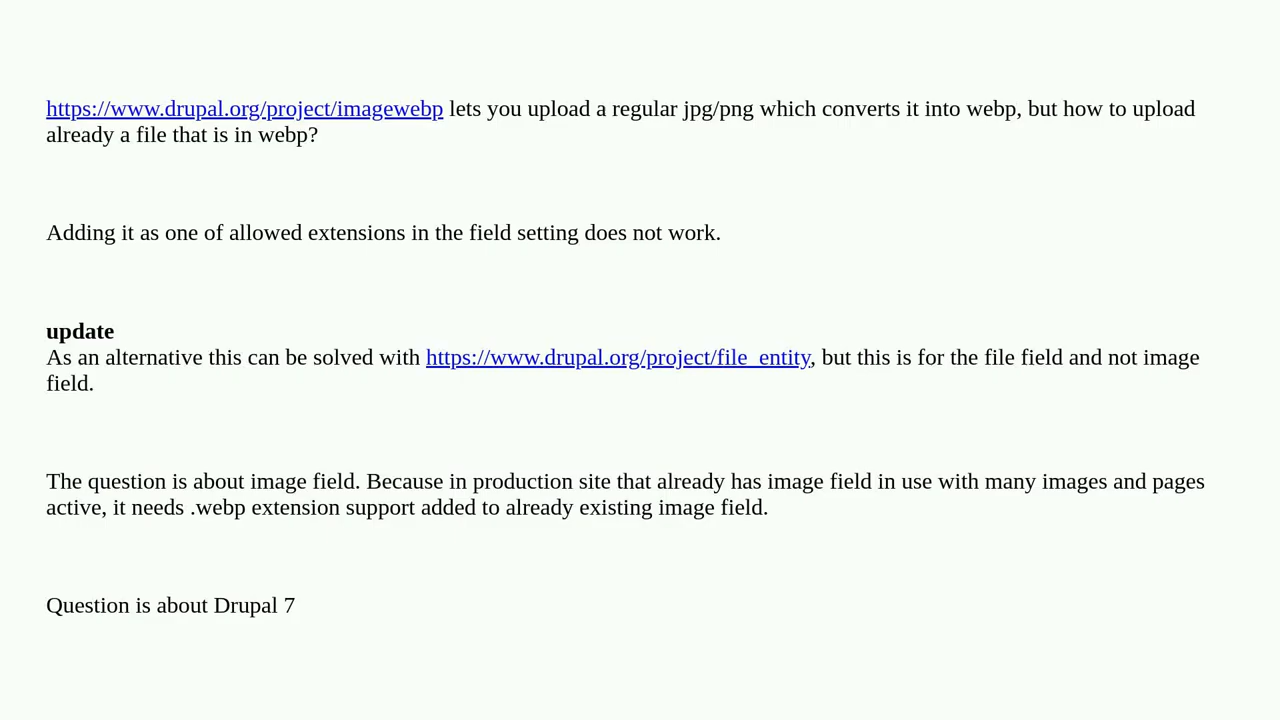 https://www.drupal.org/project/imagewebp lets you upload a regular jpg/png which converts it into webp, but how to upload
already a file that is in webp?
Adding it as one of allowed extensions in the field setting does not work.
update
As an alternative this can be solved with https://www.drupal.org/project/file_entity, but this is for the file field and not image
field.
The question is about image field. Because in production site that already has image field in use with many images and pages
active, it needs .webp extension support added to already existing image field.
Question is about Drupal 7